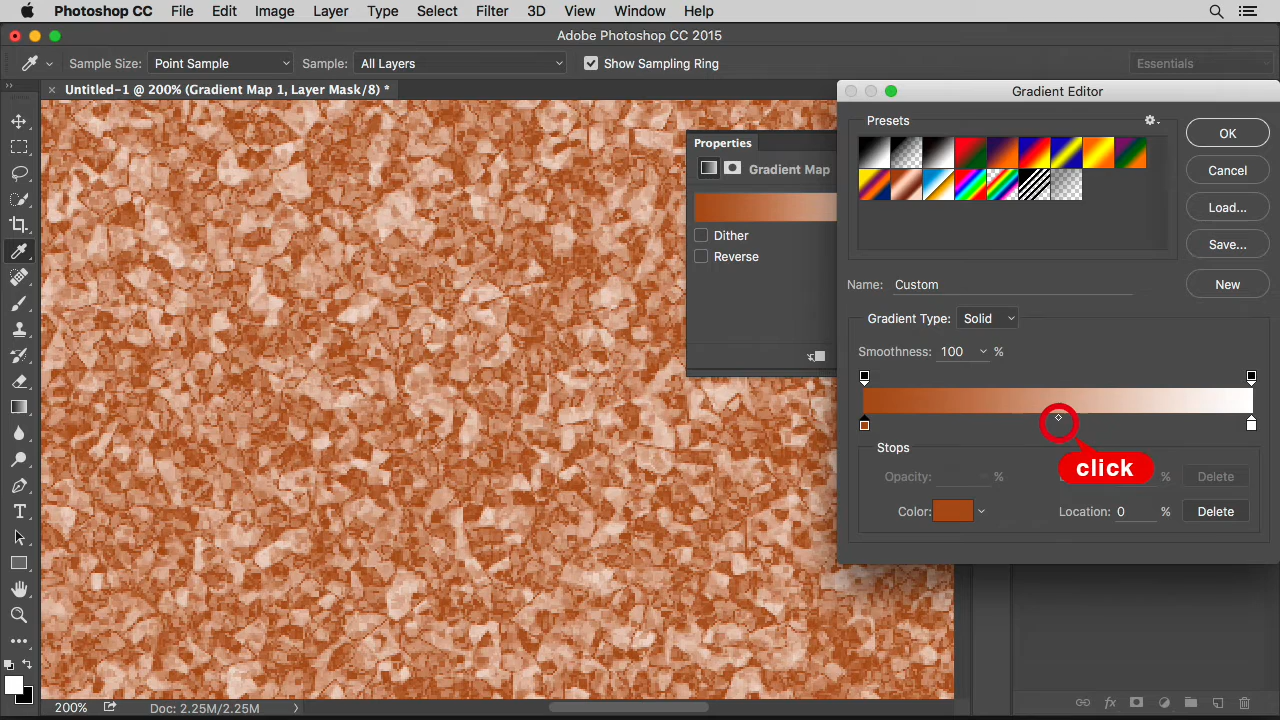 Photoshop CC File Edit Image Layer Type Select Filter 3D View Window Help
Adobe Photoshop CC 2015
Sample Size: Point Sample Sample: All Layers Show Sampling Ring Essentials
Untitled-1 @ 200% (Gradient Map 1, Layer Mask/8) *
Gradient Editor
Presets
OK
Cancel
Load...
Save...
New
Properties
Gradient Map
Dither
Reverse
Name: Custom
Gradient Type: Solid
Smoothness: 100 %
click
Stops
Opacity: % % Delete
Color: Location: 0 % Delete
200% Doc: 2.25M/2.25M
fx